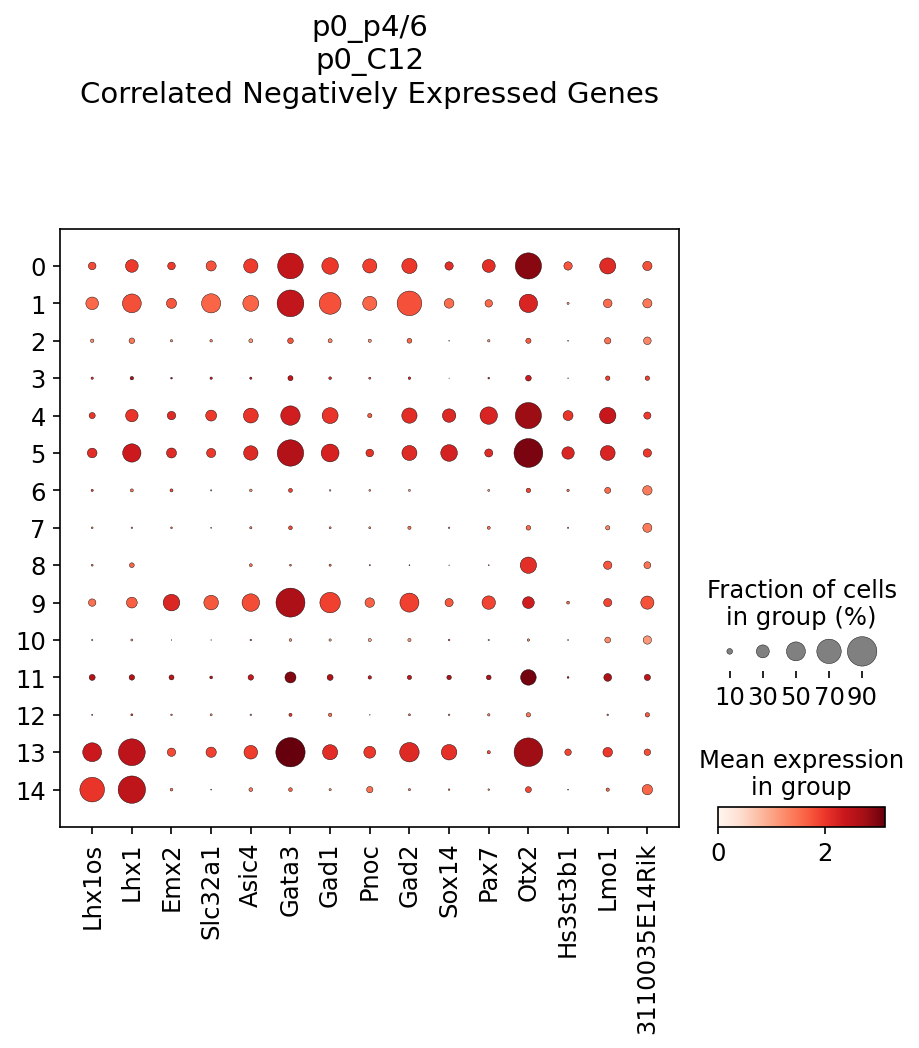 p0_p4/6
p0_C12
Correlated Negatively Expressed Genes
0
1
2
3
4
5
6
7
8
9
10
11
12
13
14
Lhx1os
Lhx1
Emx2
Slc32a1
Asic4
Gata3
Gad1
Pnoc
Gad2
Sox14
Pax7
Otx2
Hs3st3b1
Lmo1
3110035E14Rik
Fraction of cells
in group (%)
10 30 50 70 90
Mean expression
in group
0 2